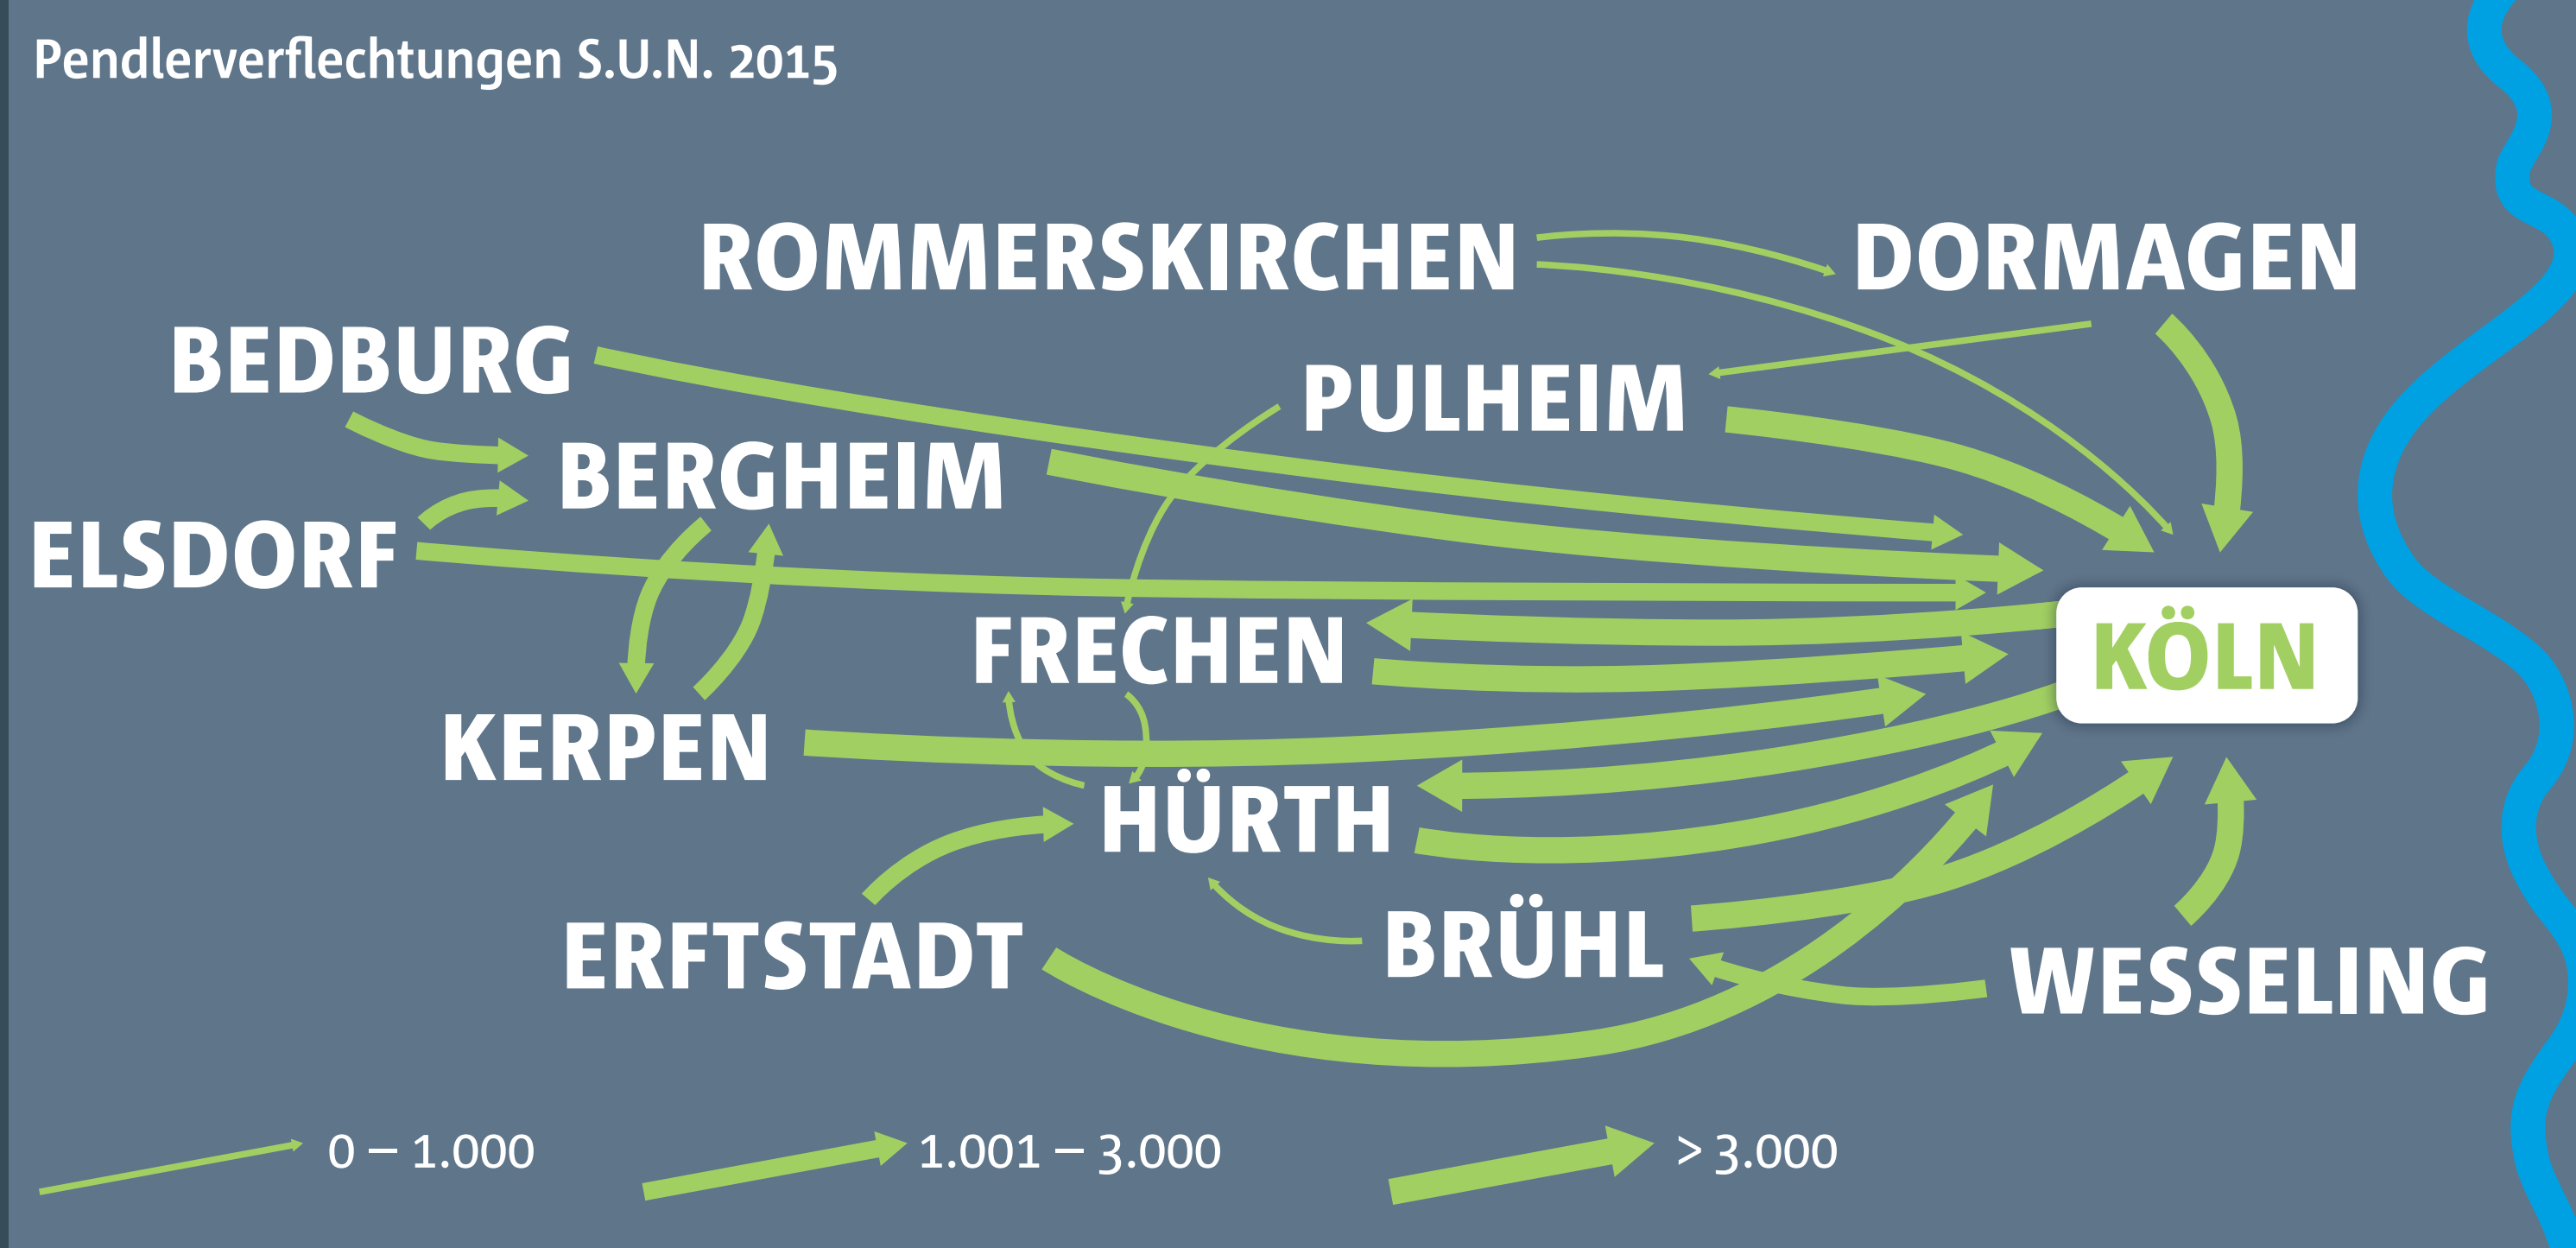 Pendlerverflechtungen S.U.N. 2015
ROMMERSKIRCHEN
DORMAGEN
BEDBURG
PULHEIM
BERGHEIM
ELSDORF
FRECHEN
KÖLN
KERPEN
HÜRTH
ERFTSTADT
BRÜHL
WESSELING
0 – 1.000
1.001 – 3.000
> 3.000